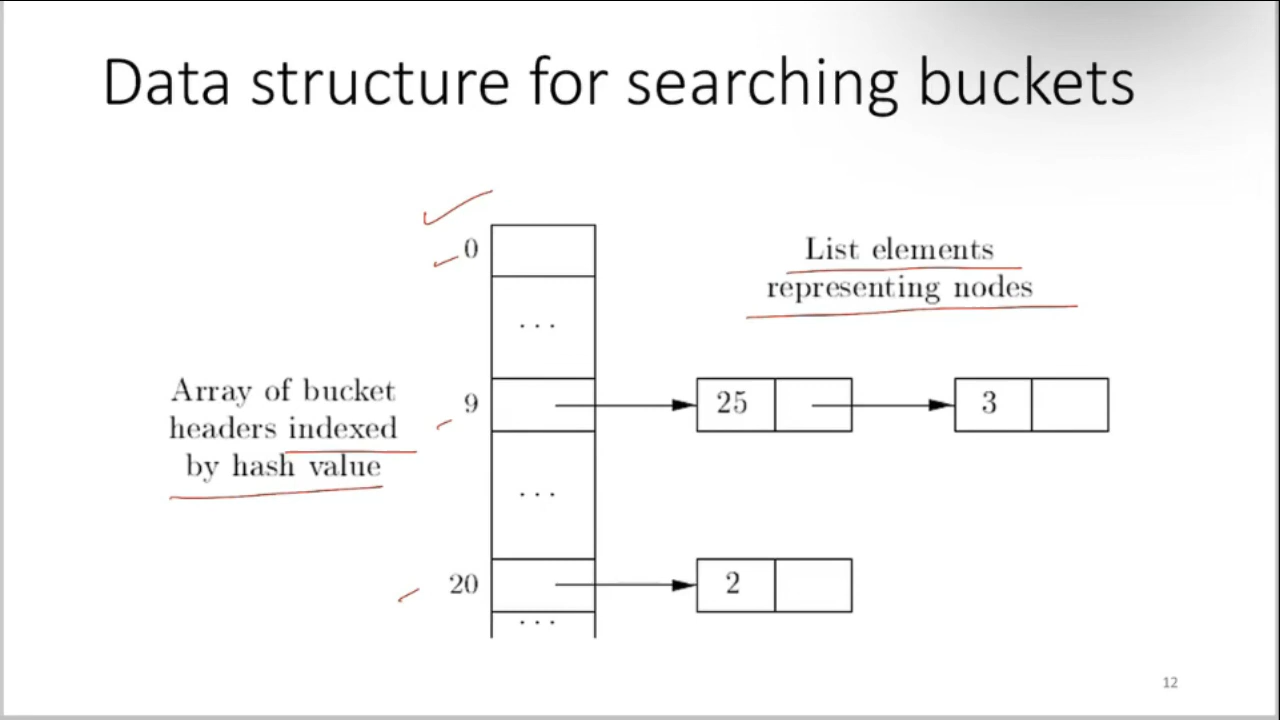 Data structure for searching buckets
0
List elements
representing nodes
...
Array of bucket
headers indexed
by hash value
9
25
3
...
20
2
...
12